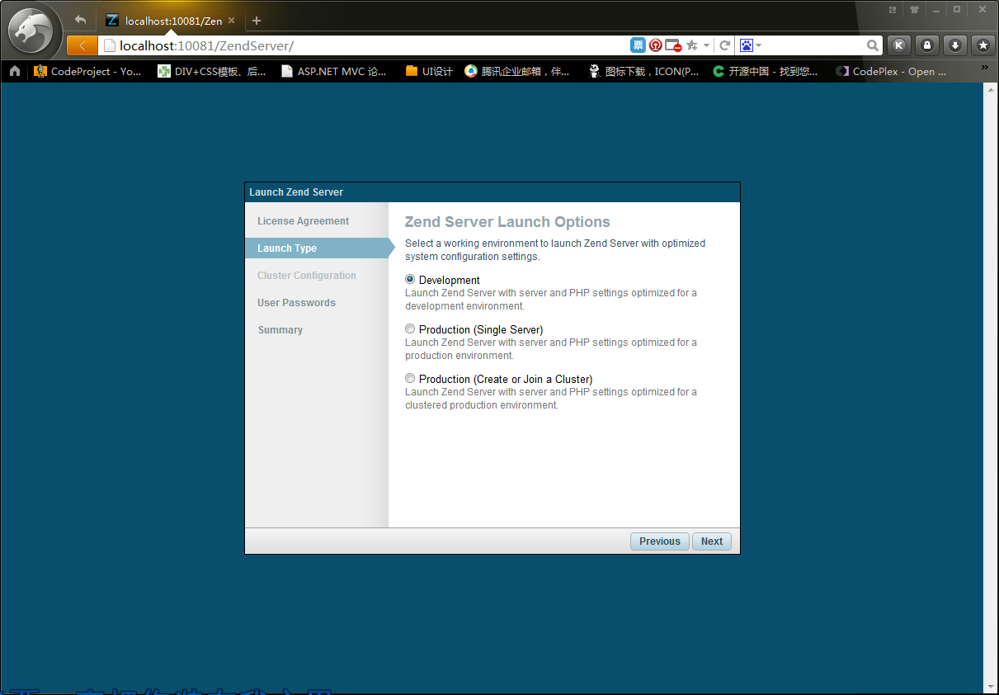 localhost:10081/Zen
localhost:10081/ZendServer/
票
K
CodeProject - Yo...
DIV+CSS模板、后...
ASP.NET MVC 论...
UI设计
腾讯企业邮箱，伴...
图标下载，ICON(P...
开源中国 - 找到您...
CodePlex - Open ...
Launch Zend Server
License Agreement
Launch Type
Cluster Configuration
User Passwords
Summary
Zend Server Launch Options
Select a working environment to launch Zend Server with optimized
system configuration settings.
Development
Launch Zend Server with server and PHP settings optimized for a
development environment.
Production (Single Server)
Launch Zend Server with server and PHP settings optimized for a
production environment.
Production (Create or Join a Cluster)
Launch Zend Server with server and PHP settings optimized for a
clustered production environment.
Previous
Next